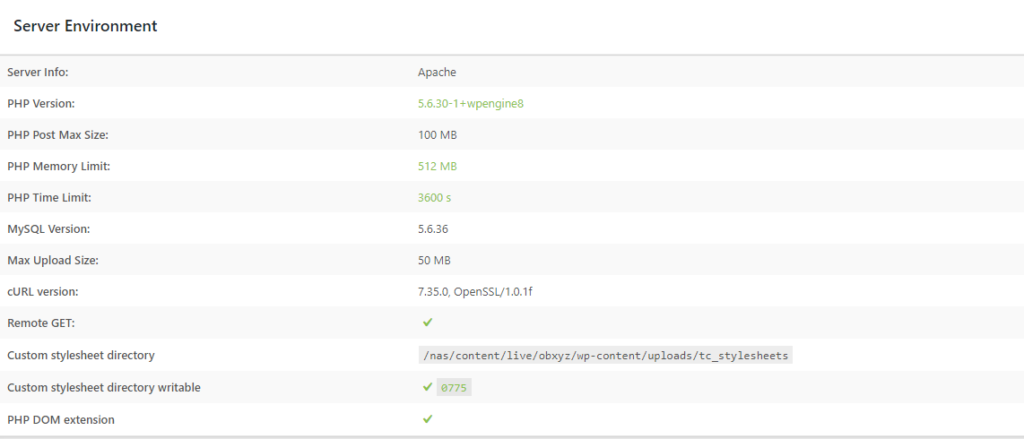 Server Environment
Server Info: Apache
PHP Version: 5.6.30-1+wpengine8
PHP Post Max Size: 100 MB
PHP Memory Limit: 512 MB
PHP Time Limit: 3600 s
MySQL Version: 5.6.36
Max Upload Size: 50 MB
cURL version: 7.35.0, OpenSSL/1.0.1f
Remote GET: ✔
Custom stylesheet directory /nas/content/live/obxyz/wp-content/uploads/tc_stylesheets
Custom stylesheet directory writable ✔ 0775
PHP DOM extension ✔